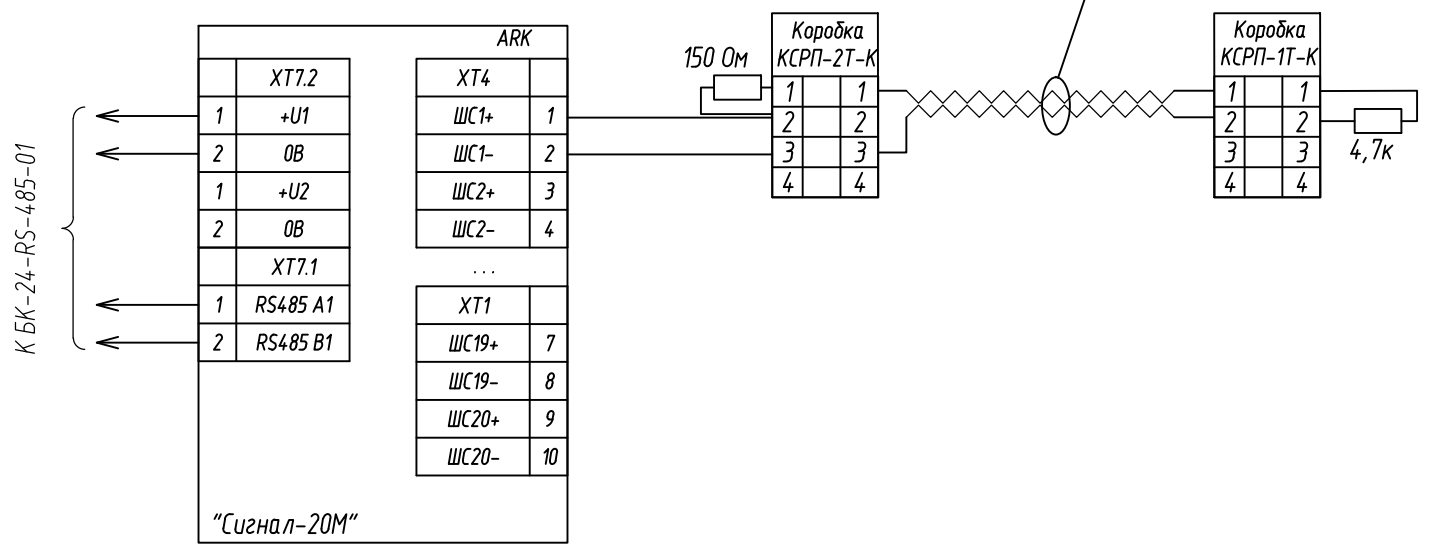 К БК-24-RS-485-01
ARK
XT7.2
1 +U1
2 0В
1 +U2
2 0В
XT7.1
1 RS485 A1
2 RS485 B1
XT4
ШС1+ 1
ШС1- 2
ШС2+ 3
ШС2- 4
...
XT1
ШС19+ 7
ШС19- 8
ШС20+ 9
ШС20- 10
"Сигнал-20М"
150 Ом
Коробка
КСРП-2Т-К
1 1
2 2
3 3
4 4
Коробка
КСРП-1Т-К
1 1
2 2
3 3
4 4
4,7к